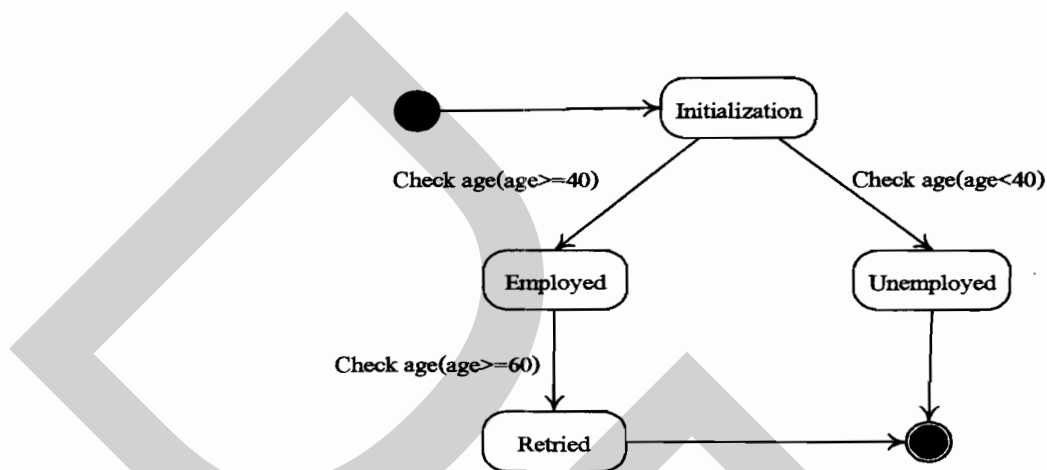 Initialization
Check age(age>=40)
Check age(age<40)
Employed
Unemployed
Check age(age>=60)
Retried